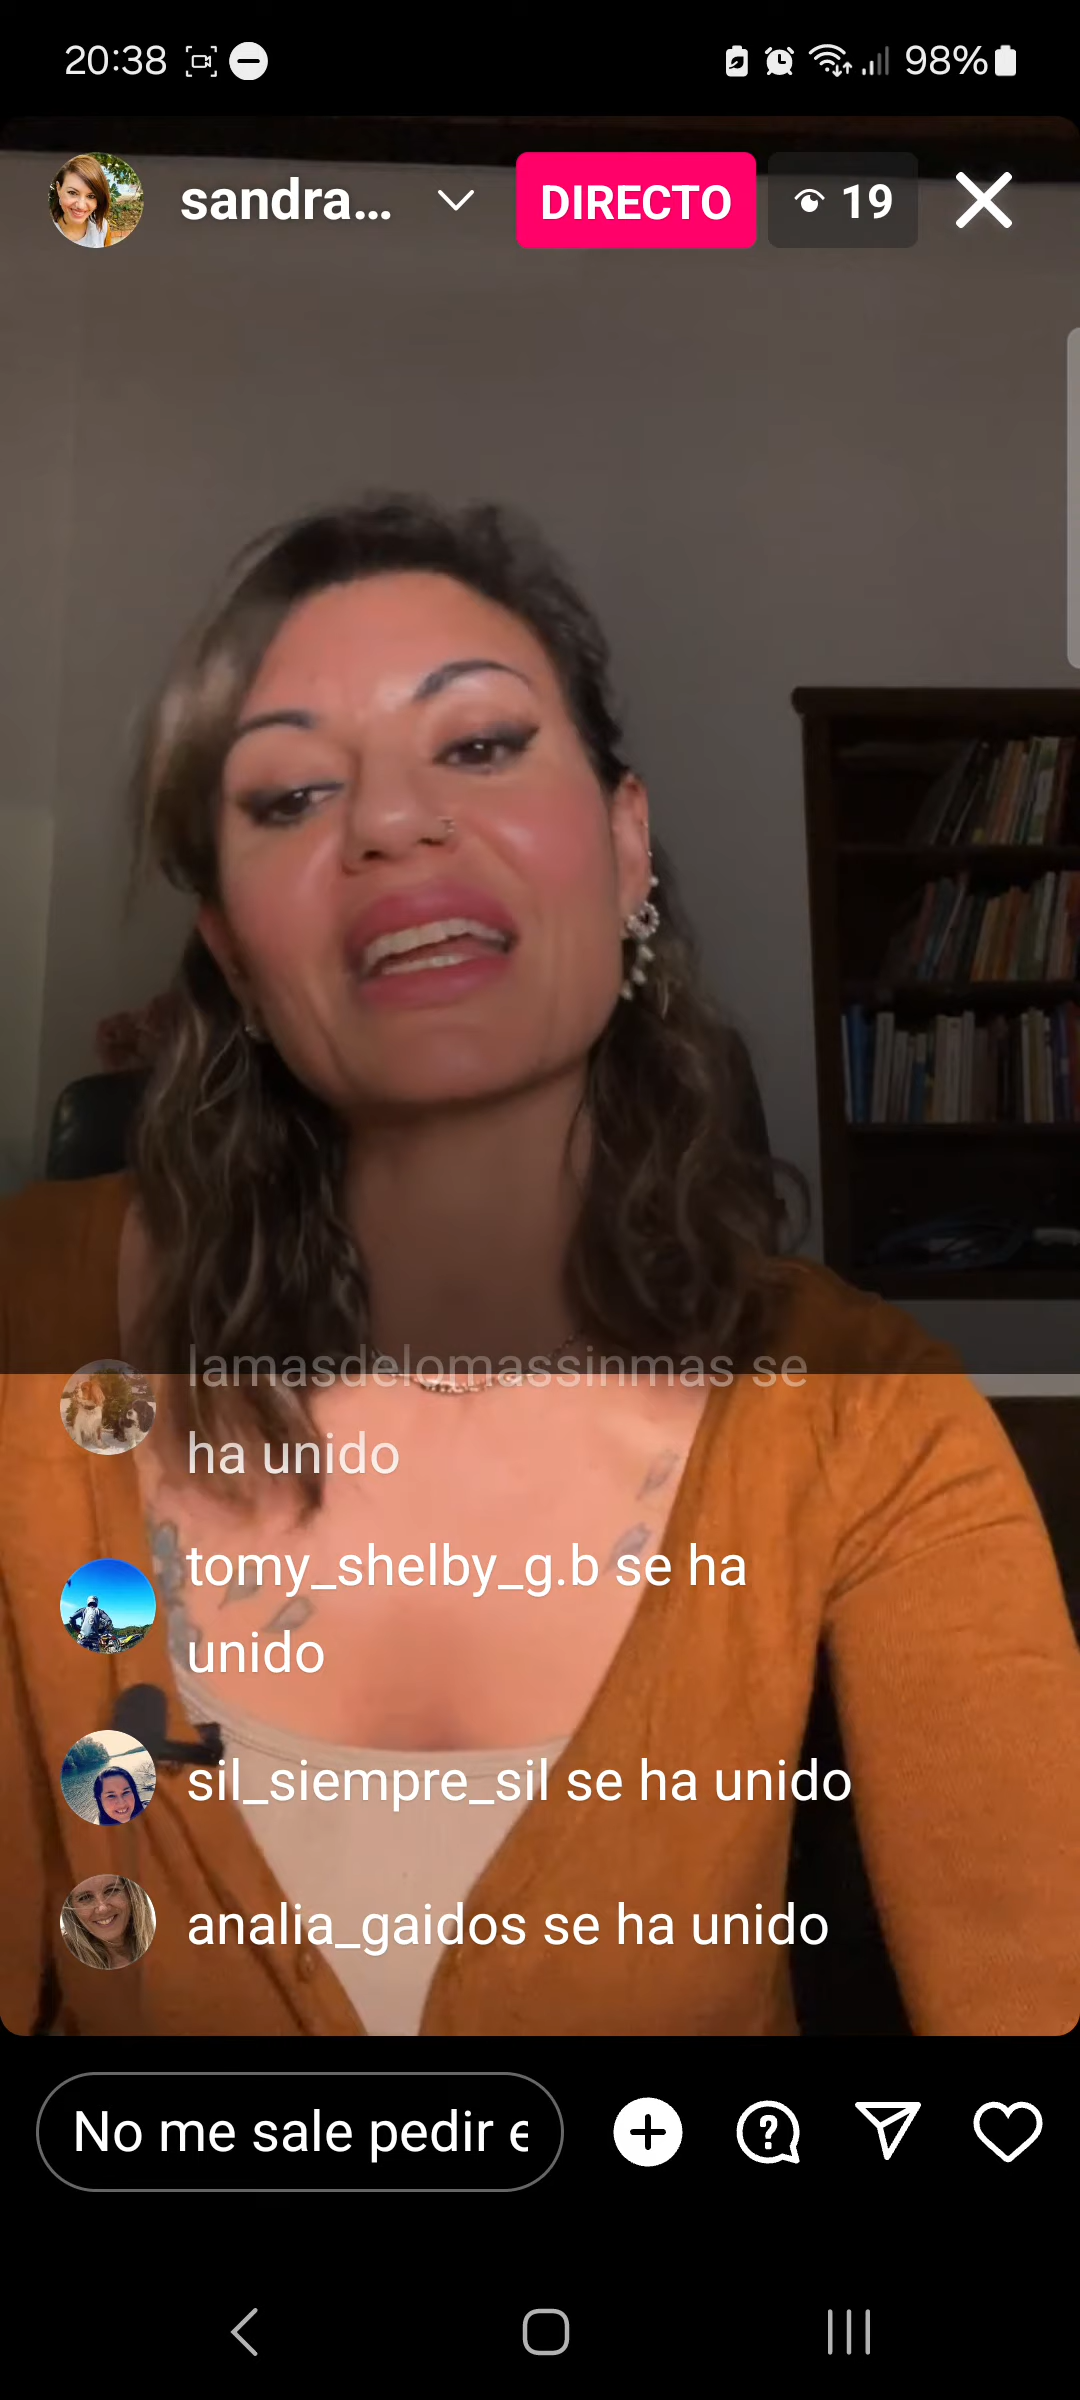 20:38
98%
sandra...
DIRECTO
19
lamasdelomassinmas se
ha unido
tomy_shelby_g.b se ha
unido
sil_siempre_sil se ha unido
analia_gaidos se ha unido
No me sale pedir e